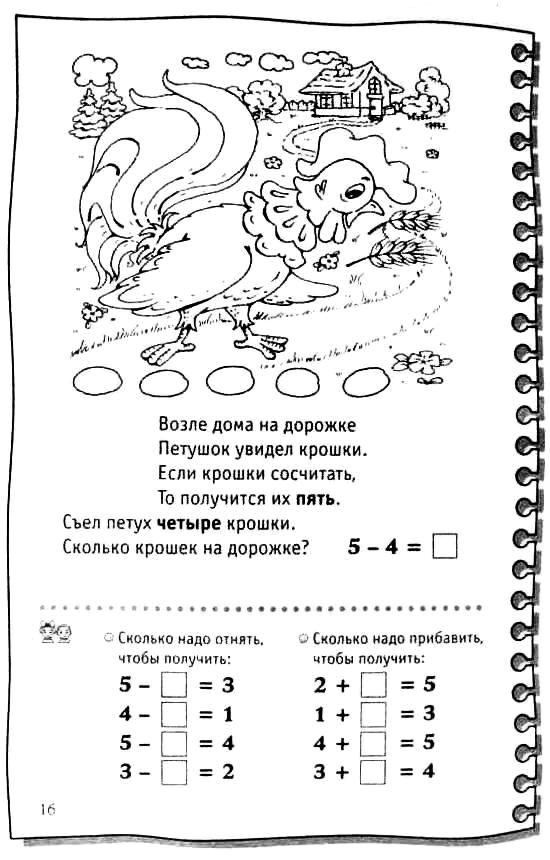 Возле дома на дорожке
Петушок увидел крошки.
Если крошки сосчитать,
То получится их пять.
Съел петух четыре крошки.
Сколько крошек на дорожке? 5 – 4 = □
Сколько надо отнять,
чтобы получить:
5 – □ = 3
4 – □ = 1
5 – □ = 4
3 – □ = 2
Сколько надо прибавить,
чтобы получить:
2 + □ = 5
1 + □ = 3
4 + □ = 5
3 + □ = 4
16